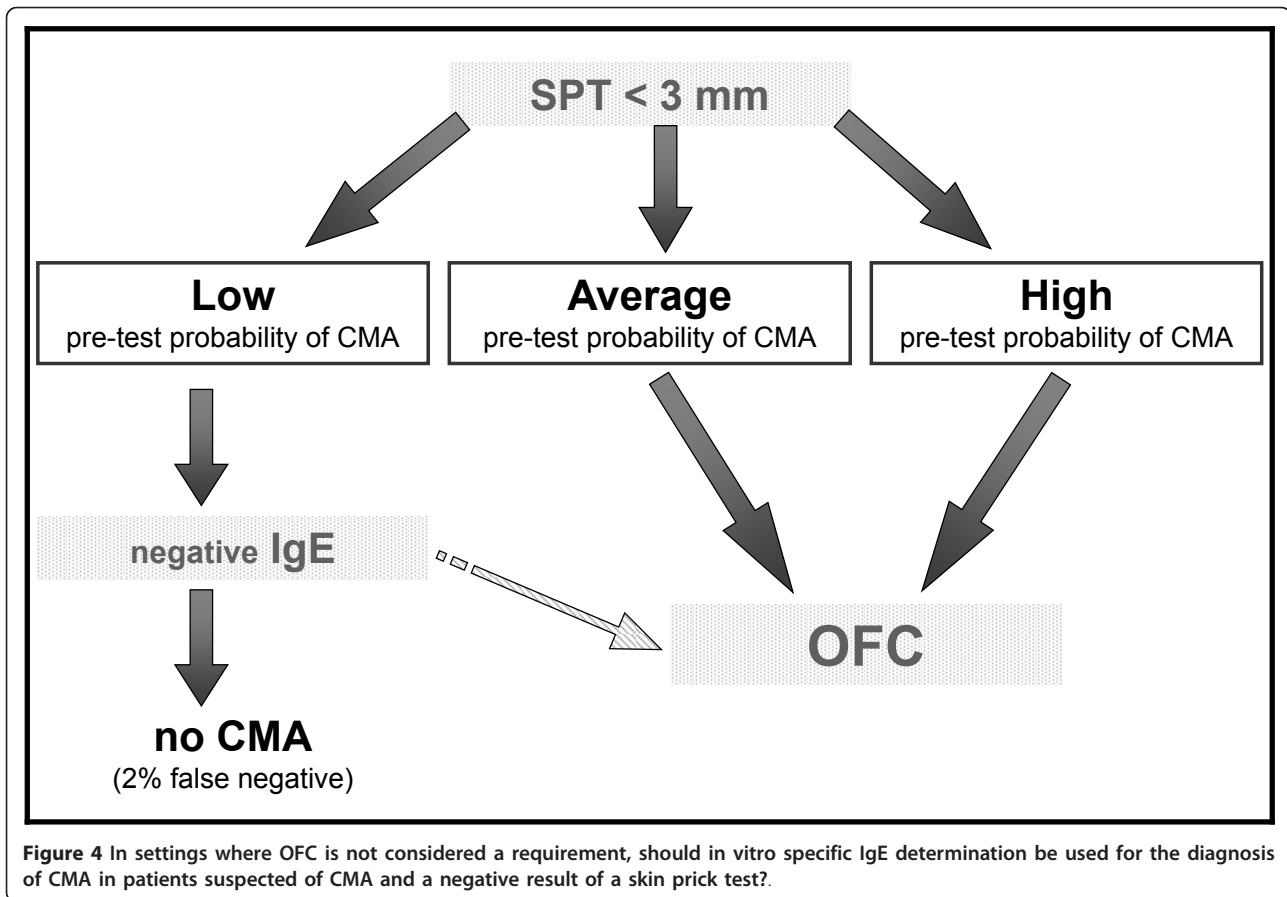 SPT < 3 mm
Low
pre-test probability of CMA
Average
pre-test probability of CMA
High
pre-test probability of CMA
negative IgE
OFC
no CMA
(2% false negative)
Figure 4 In settings where OFC is not considered a requirement, should in vitro specific IgE determination be used for the diagnosis
of CMA in patients suspected of CMA and a negative result of a skin prick test?.